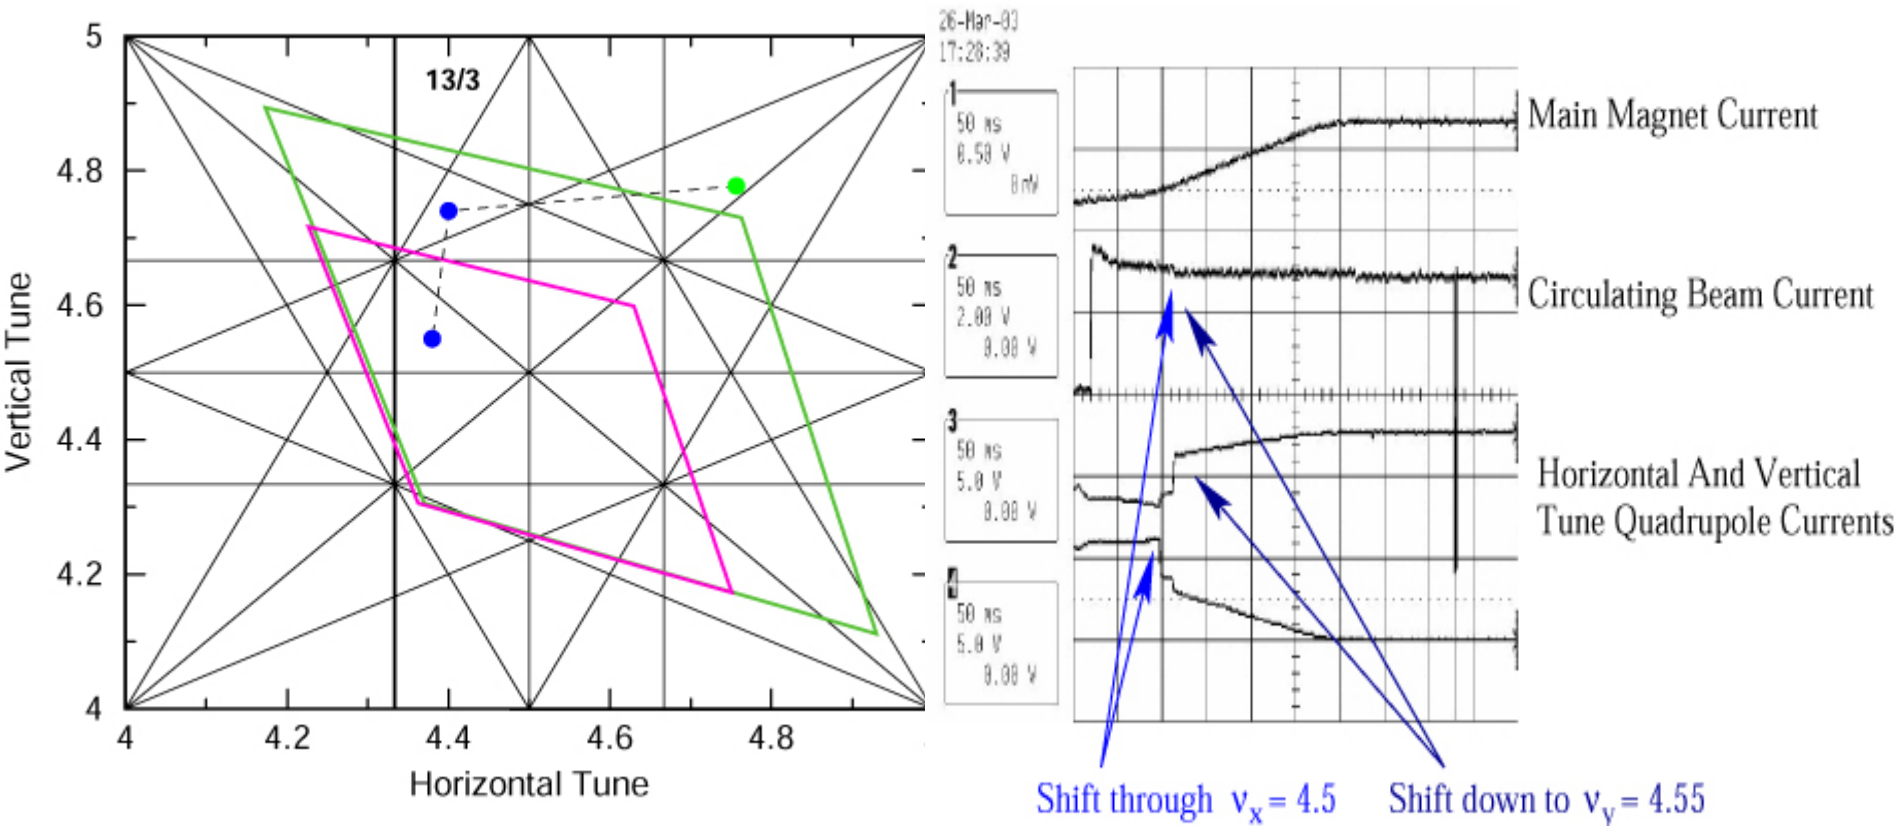 5
4.8
4.6
4.4
4.2
4
Vertical Tune
13/3
4
4.2
4.4
4.6
4.8
Horizontal Tune
26-Mar-03
17:28:39
1
50 ms
0.50 V
0mV
2
50 ms
2.00 V
0.00 V
3
50 ms
5.0 V
0.00 V
4
50 ms
5.0 V
0.00 V
Main Magnet Current
Circulating Beam Current
Horizontal And Vertical
Tune Quadrupole Currents
Shift through νx = 4.5
Shift down to νy = 4.55